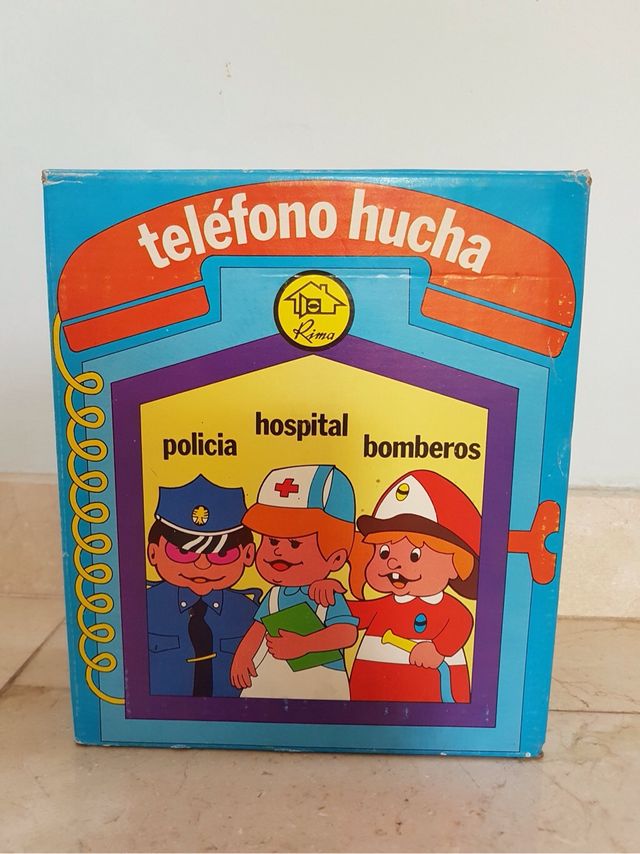 teléfono hucha
Rima
hospital
policia
bomberos